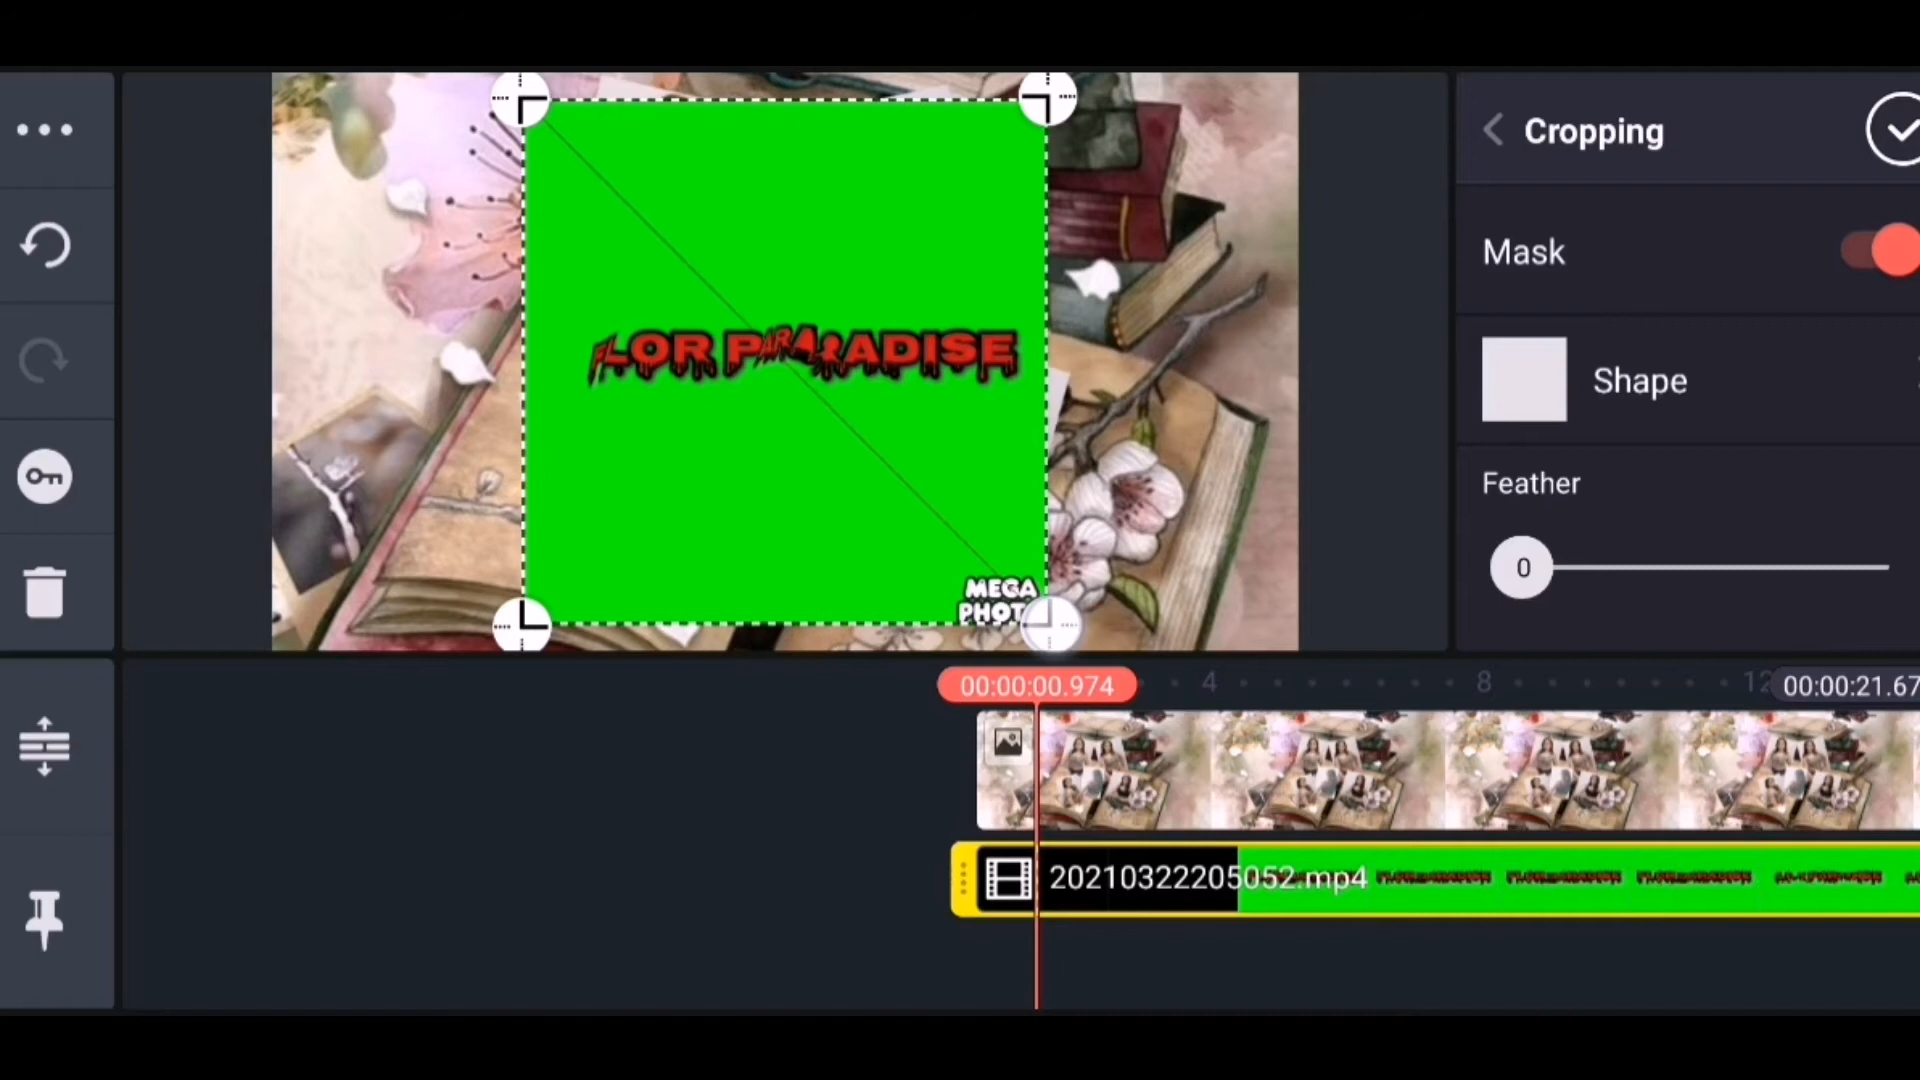 Cropping
Mask
FLOR PARARADISE
Shape
Feather
0
MEGA
PHOT
00:00:00.974
4
8
12
00:00:21.67
20210322205052.mp4